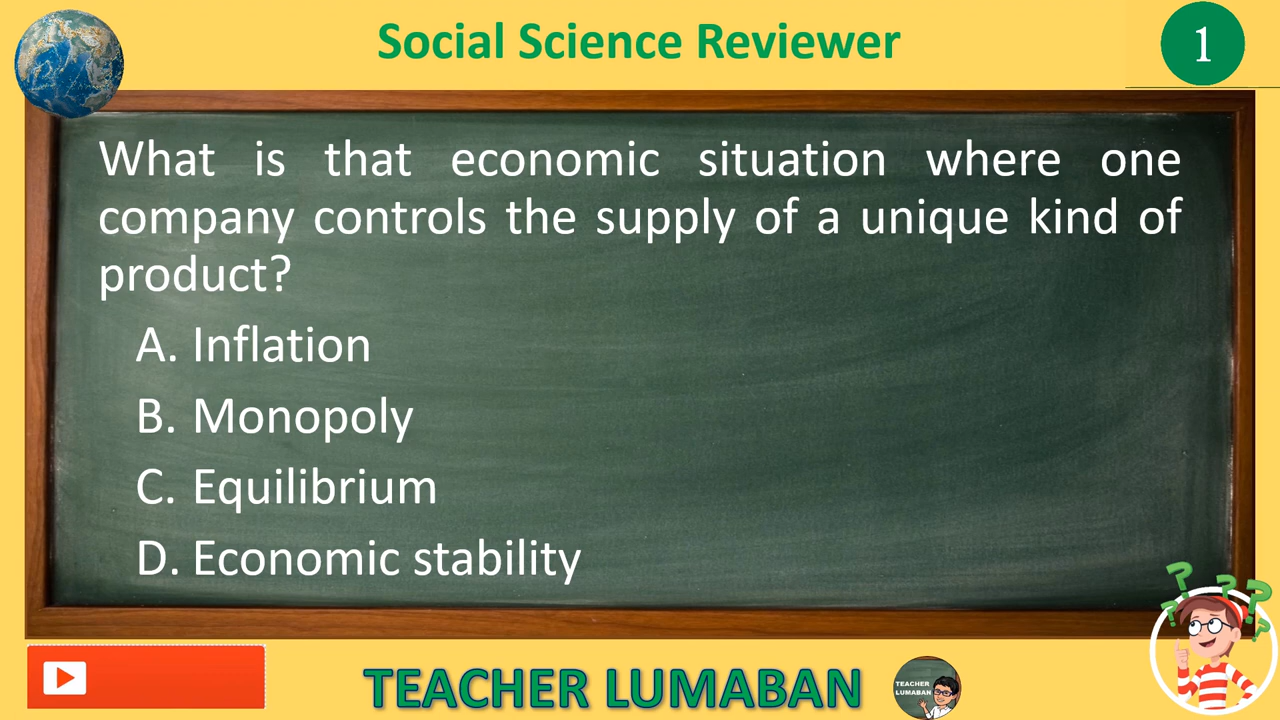 Social Science Reviewer
1
What is that economic situation where one
company controls the supply of a unique kind of
product?
A. Inflation
B. Monopoly
C. Equilibrium
D. Economic stability
TEACHER LUMABAN
TEACHER
LUMABAN